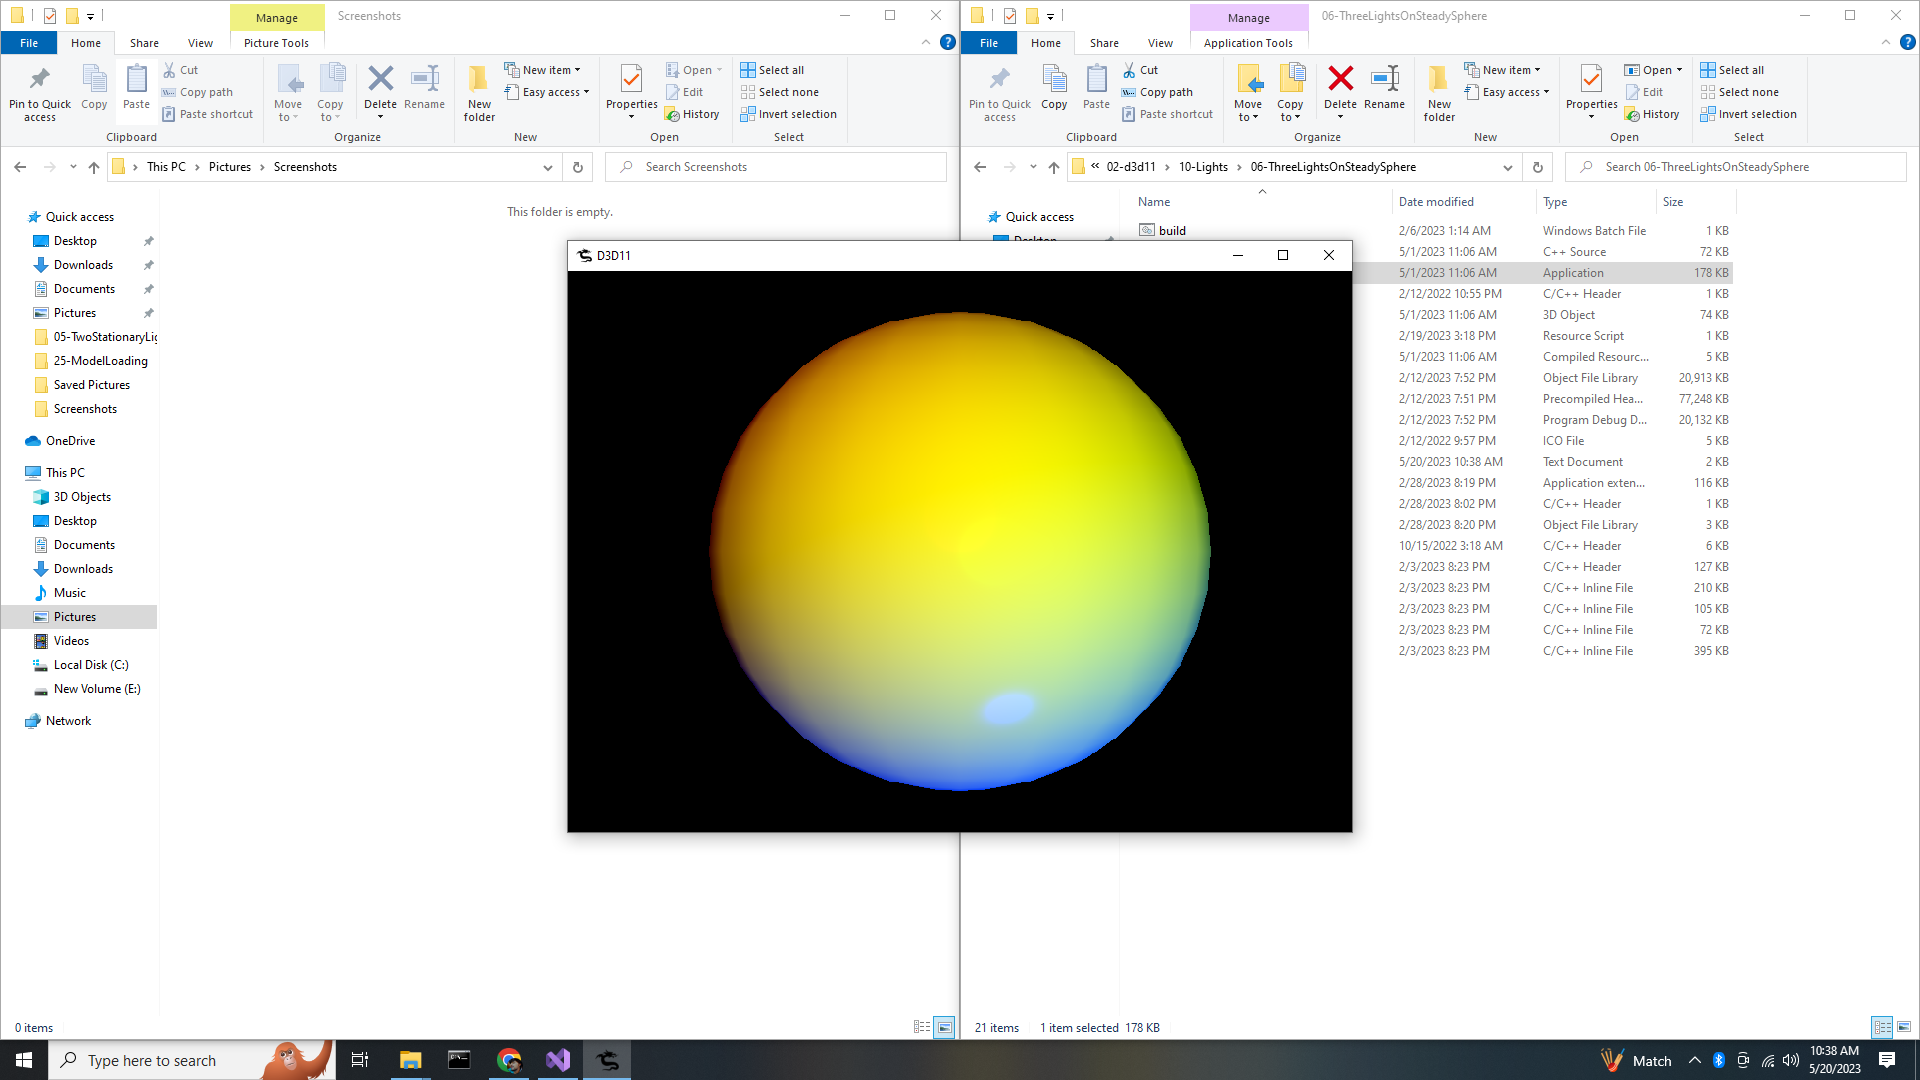 Manage
Screenshots
File
Home
Share
View
Picture Tools
Pin to Quick access
Copy
Paste
Cut
Copy path
Paste shortcut
Clipboard
Move to
Copy to
Delete
Rename
Organize
New folder
New item
Easy access
New
Properties
Open
Edit
History
Open
Select all
Select none
Invert selection
Select
This PC
Pictures
Screenshots
Search Screenshots
Quick access
Desktop
Downloads
Documents
Pictures
05-TwoStationaryLig
25-ModelLoading
Saved Pictures
Screenshots
OneDrive
This PC
3D Objects
Desktop
Documents
Downloads
Music
Pictures
Videos
Local Disk (C:)
New Volume (E:)
Network
This folder is empty.
0 items
Manage
06-ThreeLightsOnSteadySphere
File
Home
Share
View
Application Tools
Pin to Quick access
Copy
Paste
Cut
Copy path
Paste shortcut
Clipboard
Move to
Copy to
Delete
Rename
Organize
New folder
New item
Easy access
New
Properties
Open
Edit
History
Open
Select all
Select none
Invert selection
Select
« 02-d3d11
10-Lights
06-ThreeLightsOnSteadySphere
Search 06-ThreeLightsOnSteadySphere
Quick access
Name
Date modified
Type
Size
build
2/6/2023 1:14 AM Windows Batch File 1 KB
5/1/2023 11:06 AM C++ Source 72 KB
5/1/2023 11:06 AM Application 178 KB
2/12/2022 10:55 PM C/C++ Header 1 KB
5/1/2023 11:06 AM 3D Object 74 KB
2/19/2023 3:18 PM Resource Script 1 KB
5/1/2023 11:06 AM Compiled Resourc... 5 KB
2/12/2023 7:52 PM Object File Library 20,913 KB
2/12/2023 7:51 PM Precompiled Hea... 77,248 KB
2/12/2023 7:52 PM Program Debug D... 20,132 KB
2/12/2022 9:57 PM ICO File 5 KB
5/20/2023 10:38 AM Text Document 2 KB
2/28/2023 8:19 PM Application exten... 116 KB
2/28/2023 8:02 PM C/C++ Header 1 KB
2/28/2023 8:20 PM Object File Library 3 KB
10/15/2022 3:18 AM C/C++ Header 6 KB
2/3/2023 8:23 PM C/C++ Header 127 KB
2/3/2023 8:23 PM C/C++ Inline File 210 KB
2/3/2023 8:23 PM C/C++ Inline File 105 KB
2/3/2023 8:23 PM C/C++ Inline File 72 KB
2/3/2023 8:23 PM C/C++ Inline File 395 KB
21 items
1 item selected 178 KB
D3D11
Type here to search
Match
10:38 AM
5/20/2023